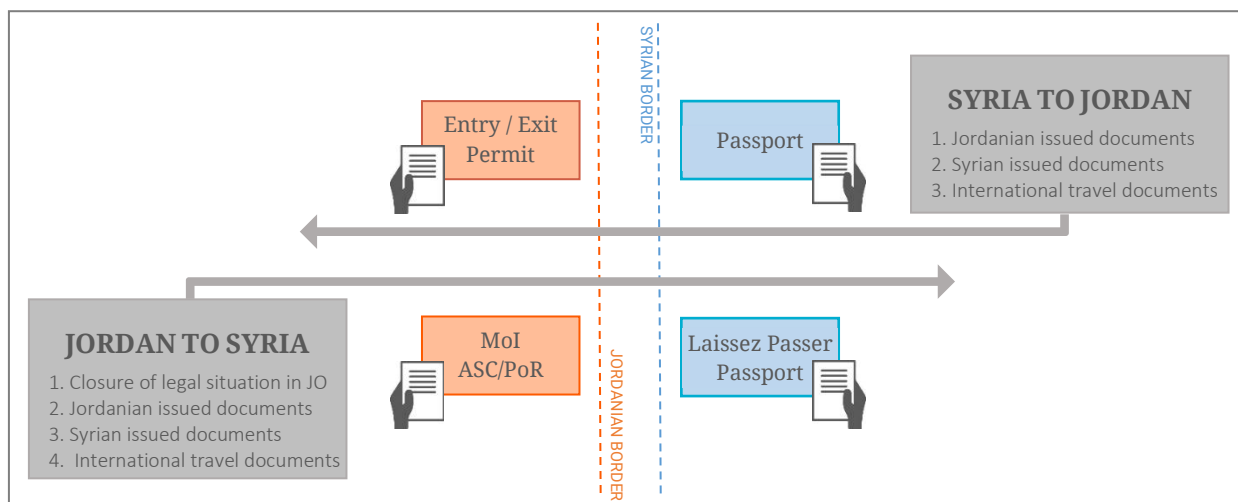 SYRIAN BORDER
Entry / Exit
Permit
Passport
SYRIA TO JORDAN
1. Jordanian issued documents
2. Syrian issued documents
3. International travel documents
JORDAN TO SYRIA
1. Closure of legal situation in JO
2. Jordanian issued documents
3. Syrian issued documents
4. International travel documents
MoI
ASC/PoR
JORDANIAN BORDER
Laissez Passer
Passport